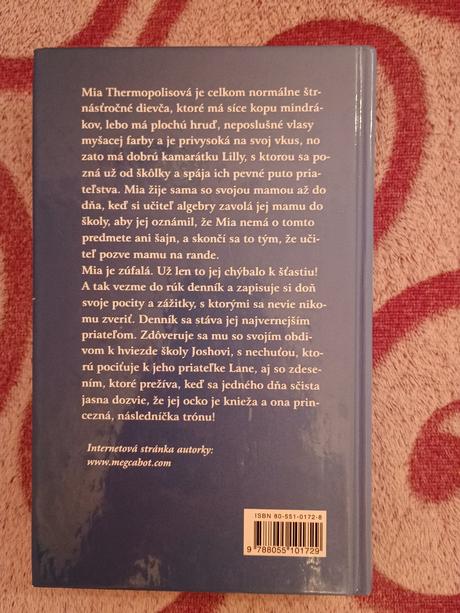 Mia Thermopolisová je celkom normálne štr-
násťročné dievča, ktoré má síce kopu mindrá-
kov, lebo má plochú hruď, neposlušné vlasy
myšacej farby a je privysoká na svoj vkus, no
zato má dobrú kamarátku Lilly, s ktorou sa po-
zná už od škôlky a spája ich pevné puto pria-
teľstva. Mia žije sama so svojou mamou až do
dňa, keď si učiteľ algebry zavolá jej mamu do
školy, aby jej oznámil, že Mia nemá o tomto
predmete ani šajn, a skončí sa to tým, že uči-
teľ pozve mamu na rande.
Mia je zúfalá. Už len to jej chýbalo k šťastiu!
A tak vezme do rúk denník a zapisuje si doň
svoje pocity a zážitky, s ktorými sa nevie niko-
mu zveriť. Denník sa stáva jej najvernejším
priateľom. Zdôveruje sa mu so svojím obdi-
vom k hviezde školy Joshovi, s nechuťou, kto-
rú pociťuje k jeho priateľke Lane, aj so zdese-
ním, ktoré prežíva, keď sa jedného dňa sčista
jasna dozvie, že jej ocko je knieža a ona prin-
cezná, následníčka trónu!
Internetová stránka autorky:
www.megcabot.com
ISBN 80-551-0172-8
9 788055 101729